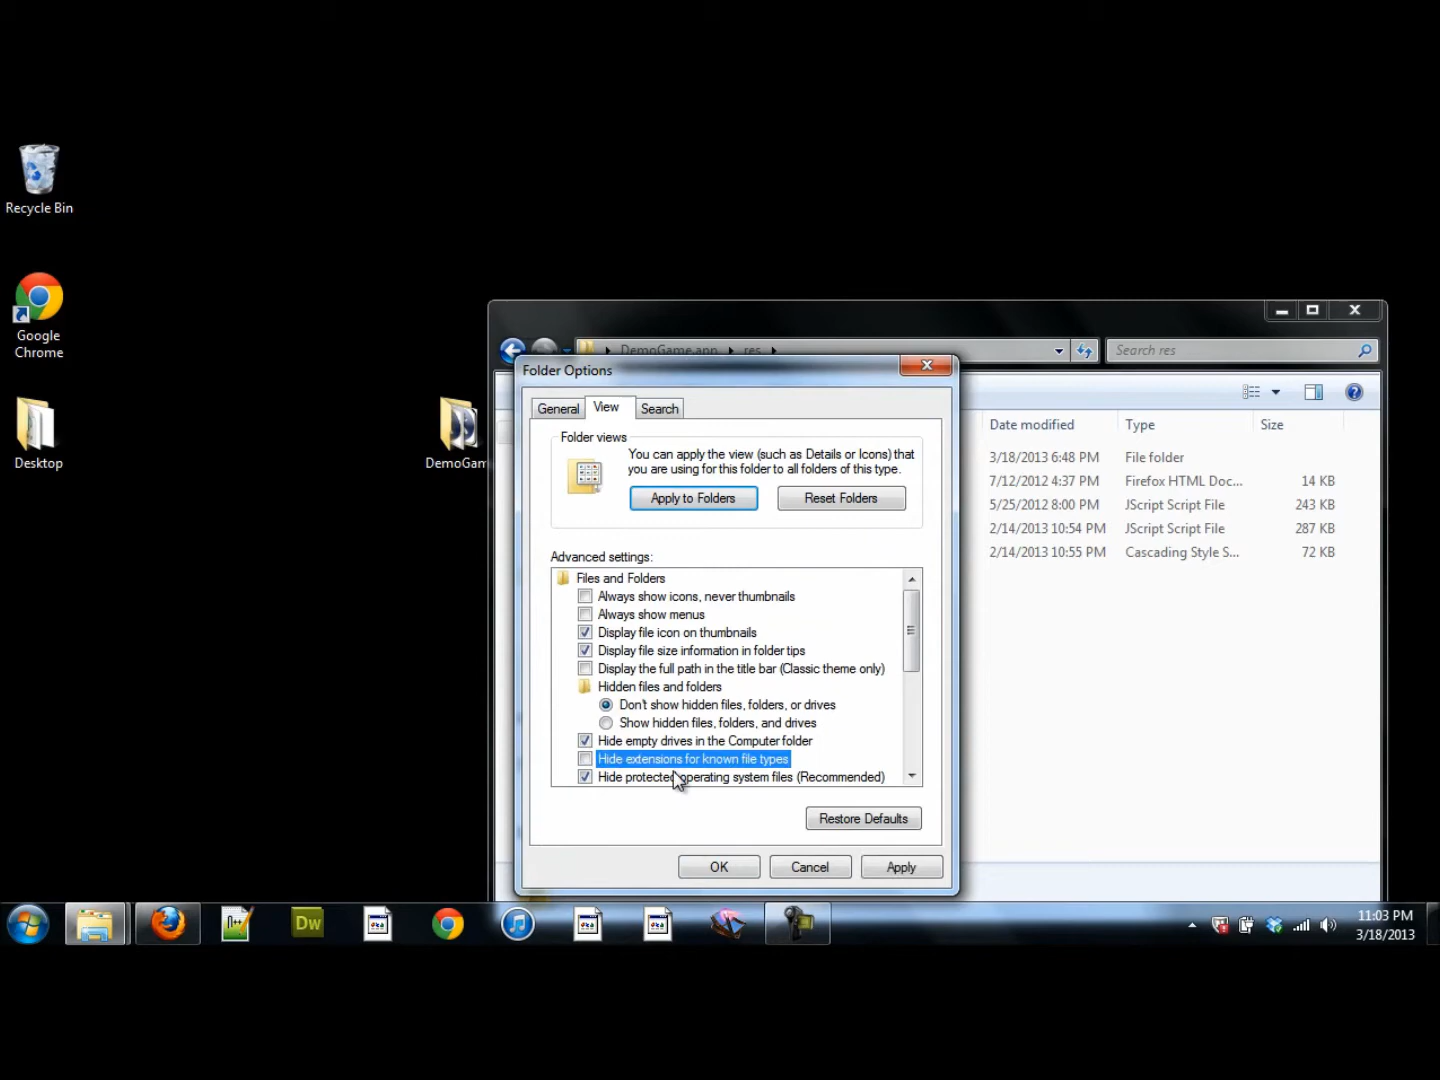 Recycle Bin
Google
Chrome
Desktop
DemoGam
DemoGame.app
res
Search res
Folder Options
General
View
Search
Folder views
You can apply the view (such as Details or Icons) that
you are using for this folder to all folders of this type.
Apply to Folders
Reset Folders
Advanced settings:
Files and Folders
Always show icons, never thumbnails
Always show menus
Display file icon on thumbnails
Display file size information in folder tips
Display the full path in the title bar (Classic theme only)
Hidden files and folders
Don't show hidden files, folders, or drives
Show hidden files, folders, and drives
Hide empty drives in the Computer folder
Hide extensions for known file types
Hide protected operating system files (Recommended)
Restore Defaults
OK
Cancel
Apply
Date modified
Type
Size
3/18/2013 6:48 PM
File folder
7/12/2012 4:37 PM
Firefox HTML Doc...
14 KB
5/25/2012 8:00 PM
JScript Script File
243 KB
2/14/2013 10:54 PM
JScript Script File
287 KB
2/14/2013 10:55 PM
Cascading Style S...
72 KB
Dw
11:03 PM
3/18/2013